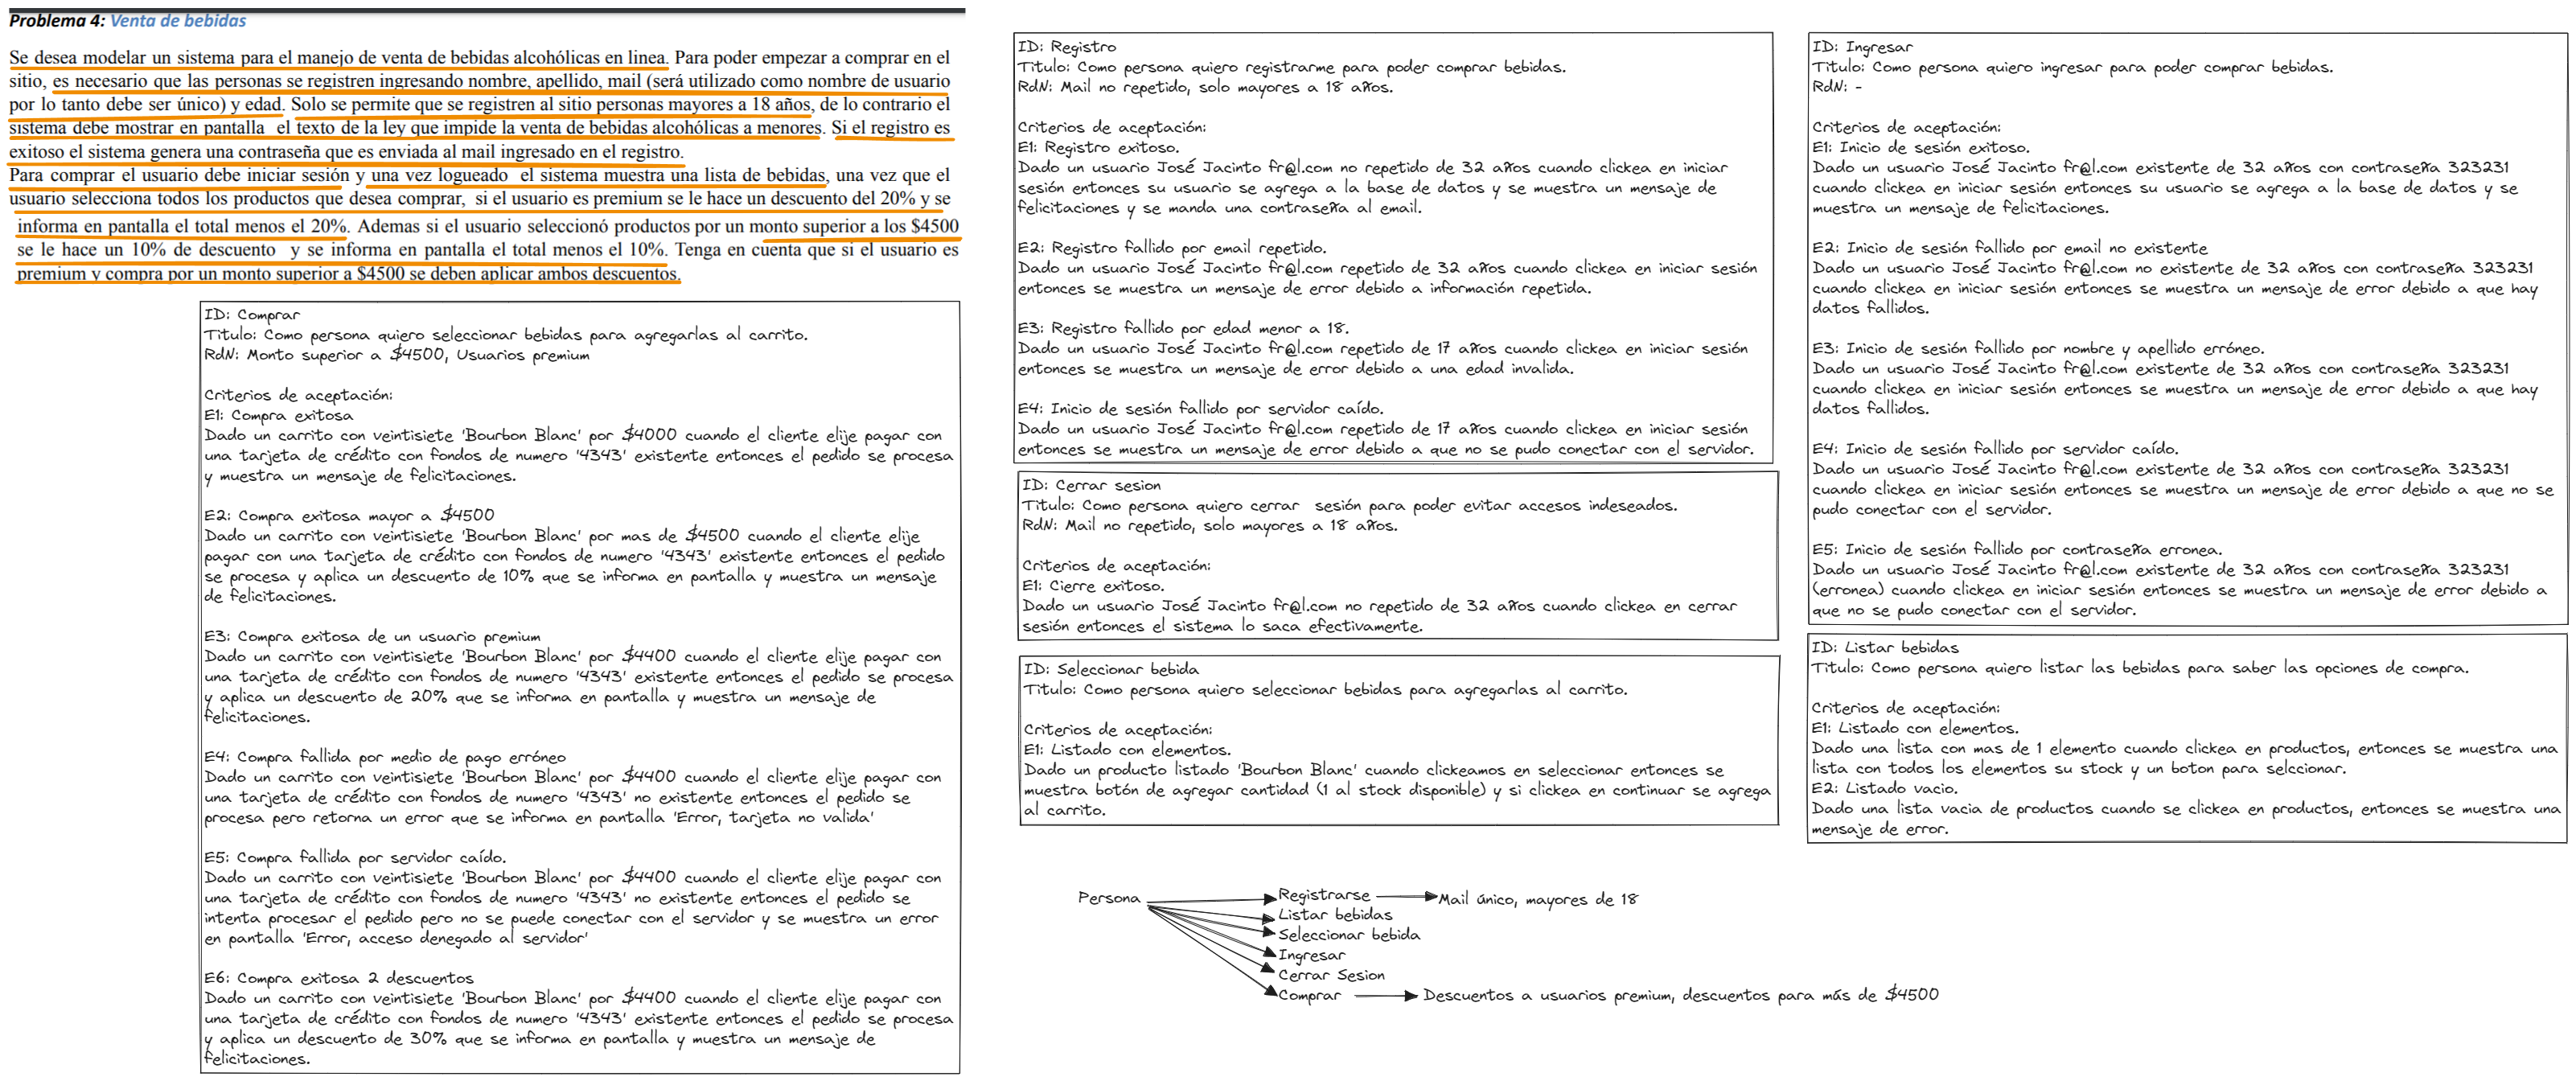 Problema 4: Venta de bebidas
Se desea modelar un sistema para el manejo de venta de bebidas alcohólicas en linea. Para poder empezar a comprar en el
sitio, es necesario que las personas se registren ingresando nombre, apellido, mail (será utilizado como nombre de usuario
por lo tanto debe ser único) y edad. Solo se permite que se registren al sitio personas mayores a 18 años, de lo contrario el
sistema debe mostrar en pantalla el texto de la ley que impide la venta de bebidas alcohólicas a menores. Si el registro es
exitoso el sistema genera una contraseña que es enviada al mail ingresado en el registro.
Para comprar el usuario debe iniciar sesión y una vez logueado el sistema muestra una lista de bebidas, una vez que el
usuario selecciona todos los productos que desea comprar, si el usuario es premium se le hace un descuento del 20% y se
informa en pantalla el total menos el 20%. Ademas si el usuario seleccionó productos por un monto superior a los $4500
se le hace un 10% de descuento y se informa en pantalla el total menos el 10%. Tenga en cuenta que si el usuario es
premium y compra por un monto superior a $4500 se deben aplicar ambos descuentos.
ID: Comprar
Titulo: Como persona quiero seleccionar bebidas para agregarlas al carrito.
RdN: Monto superior a $4500, Usuarios premium
Criterios de aceptación:
E1: Compra exitosa
Dado un carrito con veintisiete 'Bourbon Blanc' por $4000 cuando el cliente elije pagar con
una tarjeta de crédito con fondos de numero '4343' existente entonces el pedido se procesa
y muestra un mensaje de felicitaciones.
E2: Compra exitosa mayor a $4500
Dado un carrito con veintisiete 'Bourbon Blanc' por mas de $4500 cuando el cliente elije
pagar con una tarjeta de crédito con fondos de numero '4343' existente entonces el pedido
se procesa y aplica un descuento de 10% que se informa en pantalla y muestra un mensaje
de felicitaciones.
E3: Compra exitosa de un usuario premium
Dado un carrito con veintisiete 'Bourbon Blanc' por $4400 cuando el cliente elije pagar con
una tarjeta de crédito con fondos de numero '4343' existente entonces el pedido se procesa
y aplica un descuento de 20% que se informa en pantalla y muestra un mensaje de
felicitaciones.
E4: Compra fallida por medio de pago erróneo
Dado un carrito con veintisiete 'Bourbon Blanc' por $4400 cuando el cliente elije pagar con
una tarjeta de crédito con fondos de numero '4343' no existente entonces el pedido se
procesa pero retorna un error que se informa en pantalla 'Error, tarjeta no valida'
E5: Compra fallida por servidor caído.
Dado un carrito con veintisiete 'Bourbon Blanc' por $4400 cuando el cliente elije pagar con
una tarjeta de crédito con fondos de numero '4343' no existente entonces el pedido se
intenta procesar el pedido pero no se puede conectar con el servidor y se muestra un error
en pantalla 'Error, acceso denegado al servidor'
E6: Compra exitosa 2 descuentos
Dado un carrito con veintisiete 'Bourbon Blanc' por $4400 cuando el cliente elije pagar con
una tarjeta de crédito con fondos de numero '4343' existente entonces el pedido se procesa
y aplica un descuento de 30% que se informa en pantalla y muestra un mensaje de
felicitaciones.
ID: Registro
Titulo: Como persona quiero registrarme para poder comprar bebidas.
RdN: Mail no repetido, solo mayores a 18 años.
Criterios de aceptación:
E1: Registro exitoso.
Dado un usuario José Jacinto fr@l.com no repetido de 32 años cuando clickea en iniciar
sesión entonces su usuario se agrega a la base de datos y se muestra un mensaje de
felicitaciones y se manda una contraseña al email.
E2: Registro fallido por email repetido.
Dado un usuario José Jacinto fr@l.com repetido de 32 años cuando clickea en iniciar sesión
entonces se muestra un mensaje de error debido a información repetida.
E3: Registro fallido por edad menor a 18.
Dado un usuario José Jacinto fr@l.com repetido de 17 años cuando clickea en iniciar sesión
entonces se muestra un mensaje de error debido a una edad invalida.
E4: Inicio de sesión fallido por servidor caído.
Dado un usuario José Jacinto fr@l.com repetido de 17 años cuando clickea en iniciar sesión
entonces se muestra un mensaje de error debido a que no se pudo conectar con el servidor.
ID: Cerrar sesion
Titulo: Como persona quiero cerrar sesión para poder evitar accesos indeseados.
RdN: Mail no repetido, solo mayores a 18 años.
Criterios de aceptación:
E1: Cierre exitoso.
Dado un usuario José Jacinto fr@l.com no repetido de 32 años cuando clickea en cerrar
sesión entonces el sistema lo saca efectivamente.
ID: Seleccionar bebida
Titulo: Como persona quiero seleccionar bebidas para agregarlas al carrito.
Criterios de aceptación:
E1: Listado con elementos.
Dado un producto listado 'Bourbon Blanc' cuando clickeamos en seleccionar entonces se
muestra botón de agregar cantidad (1 al stock disponible) y si clickea en continuar se agrega
al carrito.
ID: Ingresar
Titulo: Como persona quiero ingresar para poder comprar bebidas.
RdN: -
Criterios de aceptación:
E1: Inicio de sesión exitoso.
Dado un usuario José Jacinto fr@l.com existente de 32 años con contraseña 323231
cuando clickea en iniciar sesión entonces su usuario se agrega a la base de datos y se
muestra un mensaje de felicitaciones.
E2: Inicio de sesión fallido por email no existente
Dado un usuario José Jacinto fr@l.com no existente de 32 años con contraseña 323231
cuando clickea en iniciar sesión entonces se muestra un mensaje de error debido a que hay
datos fallidos.
E3: Inicio de sesión fallido por nombre y apellido erróneo.
Dado un usuario José Jacinto fr@l.com existente de 32 años con contraseña 323231
cuando clickea en iniciar sesión entonces se muestra un mensaje de error debido a que hay
datos fallidos.
E4: Inicio de sesión fallido por servidor caído.
Dado un usuario José Jacinto fr@l.com existente de 32 años con contraseña 323231
cuando clickea en iniciar sesión entonces se muestra un mensaje de error debido a que no se
pudo conectar con el servidor.
E5: Inicio de sesión fallido por contraseña erronea.
Dado un usuario José Jacinto fr@l.com existente de 32 años con contraseña 323231
(erronea) cuando clickea en iniciar sesión entonces se muestra un mensaje de error debido a
que no se pudo conectar con el servidor.
ID: Listar bebidas
Titulo: Como persona quiero listar las bebidas para saber las opciones de compra.
Criterios de aceptación:
E1: Listado con elementos.
Dado una lista con mas de 1 elemento cuando clickea en productos, entonces se muestra una
lista con todos los elementos su stock y un boton para selccionar.
E2: Listado vacio.
Dado una lista vacia de productos cuando se clickea en productos, entonces se muestra una
mensaje de error.
Persona
Registrarse
Mail único, mayores de 18
Listar bebidas
Seleccionar bebida
Ingresar
Cerrar Sesion
Comprar
Descuentos a usuarios premium, descuentos para más de $4500